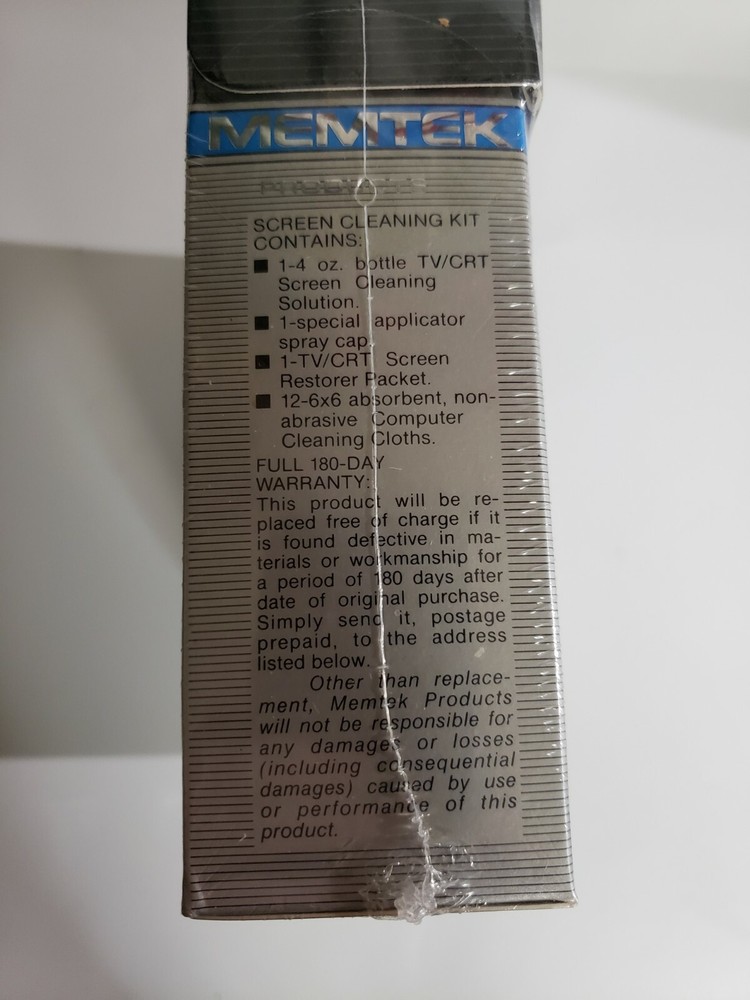 MEMTEK
PRODUCTS
SCREEN CLEANING KIT
CONTAINS:
■ 1-4 oz. bottle TV/CRT
Screen Cleaning
Solution.
■ 1-special applicator
spray cap.
■ 1-TV/CRT Screen
Restorer Packet.
■ 12-6x6 absorbent, non-
abrasive Computer
Cleaning Cloths.
FULL 180-DAY
WARRANTY:
This product will be re-
placed free of charge if it
is found defective in ma-
terials or workmanship for
a period of 180 days after
date of original purchase.
Simply send it, postage
prepaid, to the address
listed below.
Other than replace-
ment, Memtek Products
will not be responsible for
any damages or losses
(including consequential
damages) caused by use
or performance of this
product.